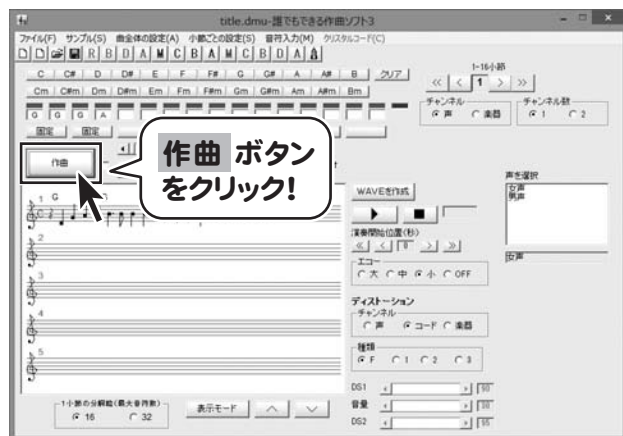 title.dmu-誰でもできる作曲ソフト3
ファイル(F) サンプル(S) 曲全体の設定(A) 小節ごとの設定(S) 音符入力(M) クリスタルコード(C)
R B D A M C B A M C B D A
C C# D D# E F F# G G# A A# B クリア
Cm C#m Dm D#m Em Fm F#m Gm G#m Am A#m Bm
1-16小節
≪ < 1 > ≫
チャンネル
声 楽器
チャンネル数
1 2
G G G A
固定 固定
作曲
作曲 ボタン
をクリック!
声を選択
女声
男声
女声
WAVEを作成
演奏開始位置(秒)
≪ < 0 > ≫
エコー
大 中 小 OFF
ディストーション
チャンネル
声 コード 楽器
種類
F 1 2 3
1 G
2
3
4
5
DS1
音量
DS2
1小節の分解能(最大音符数)
16 32
表示モード